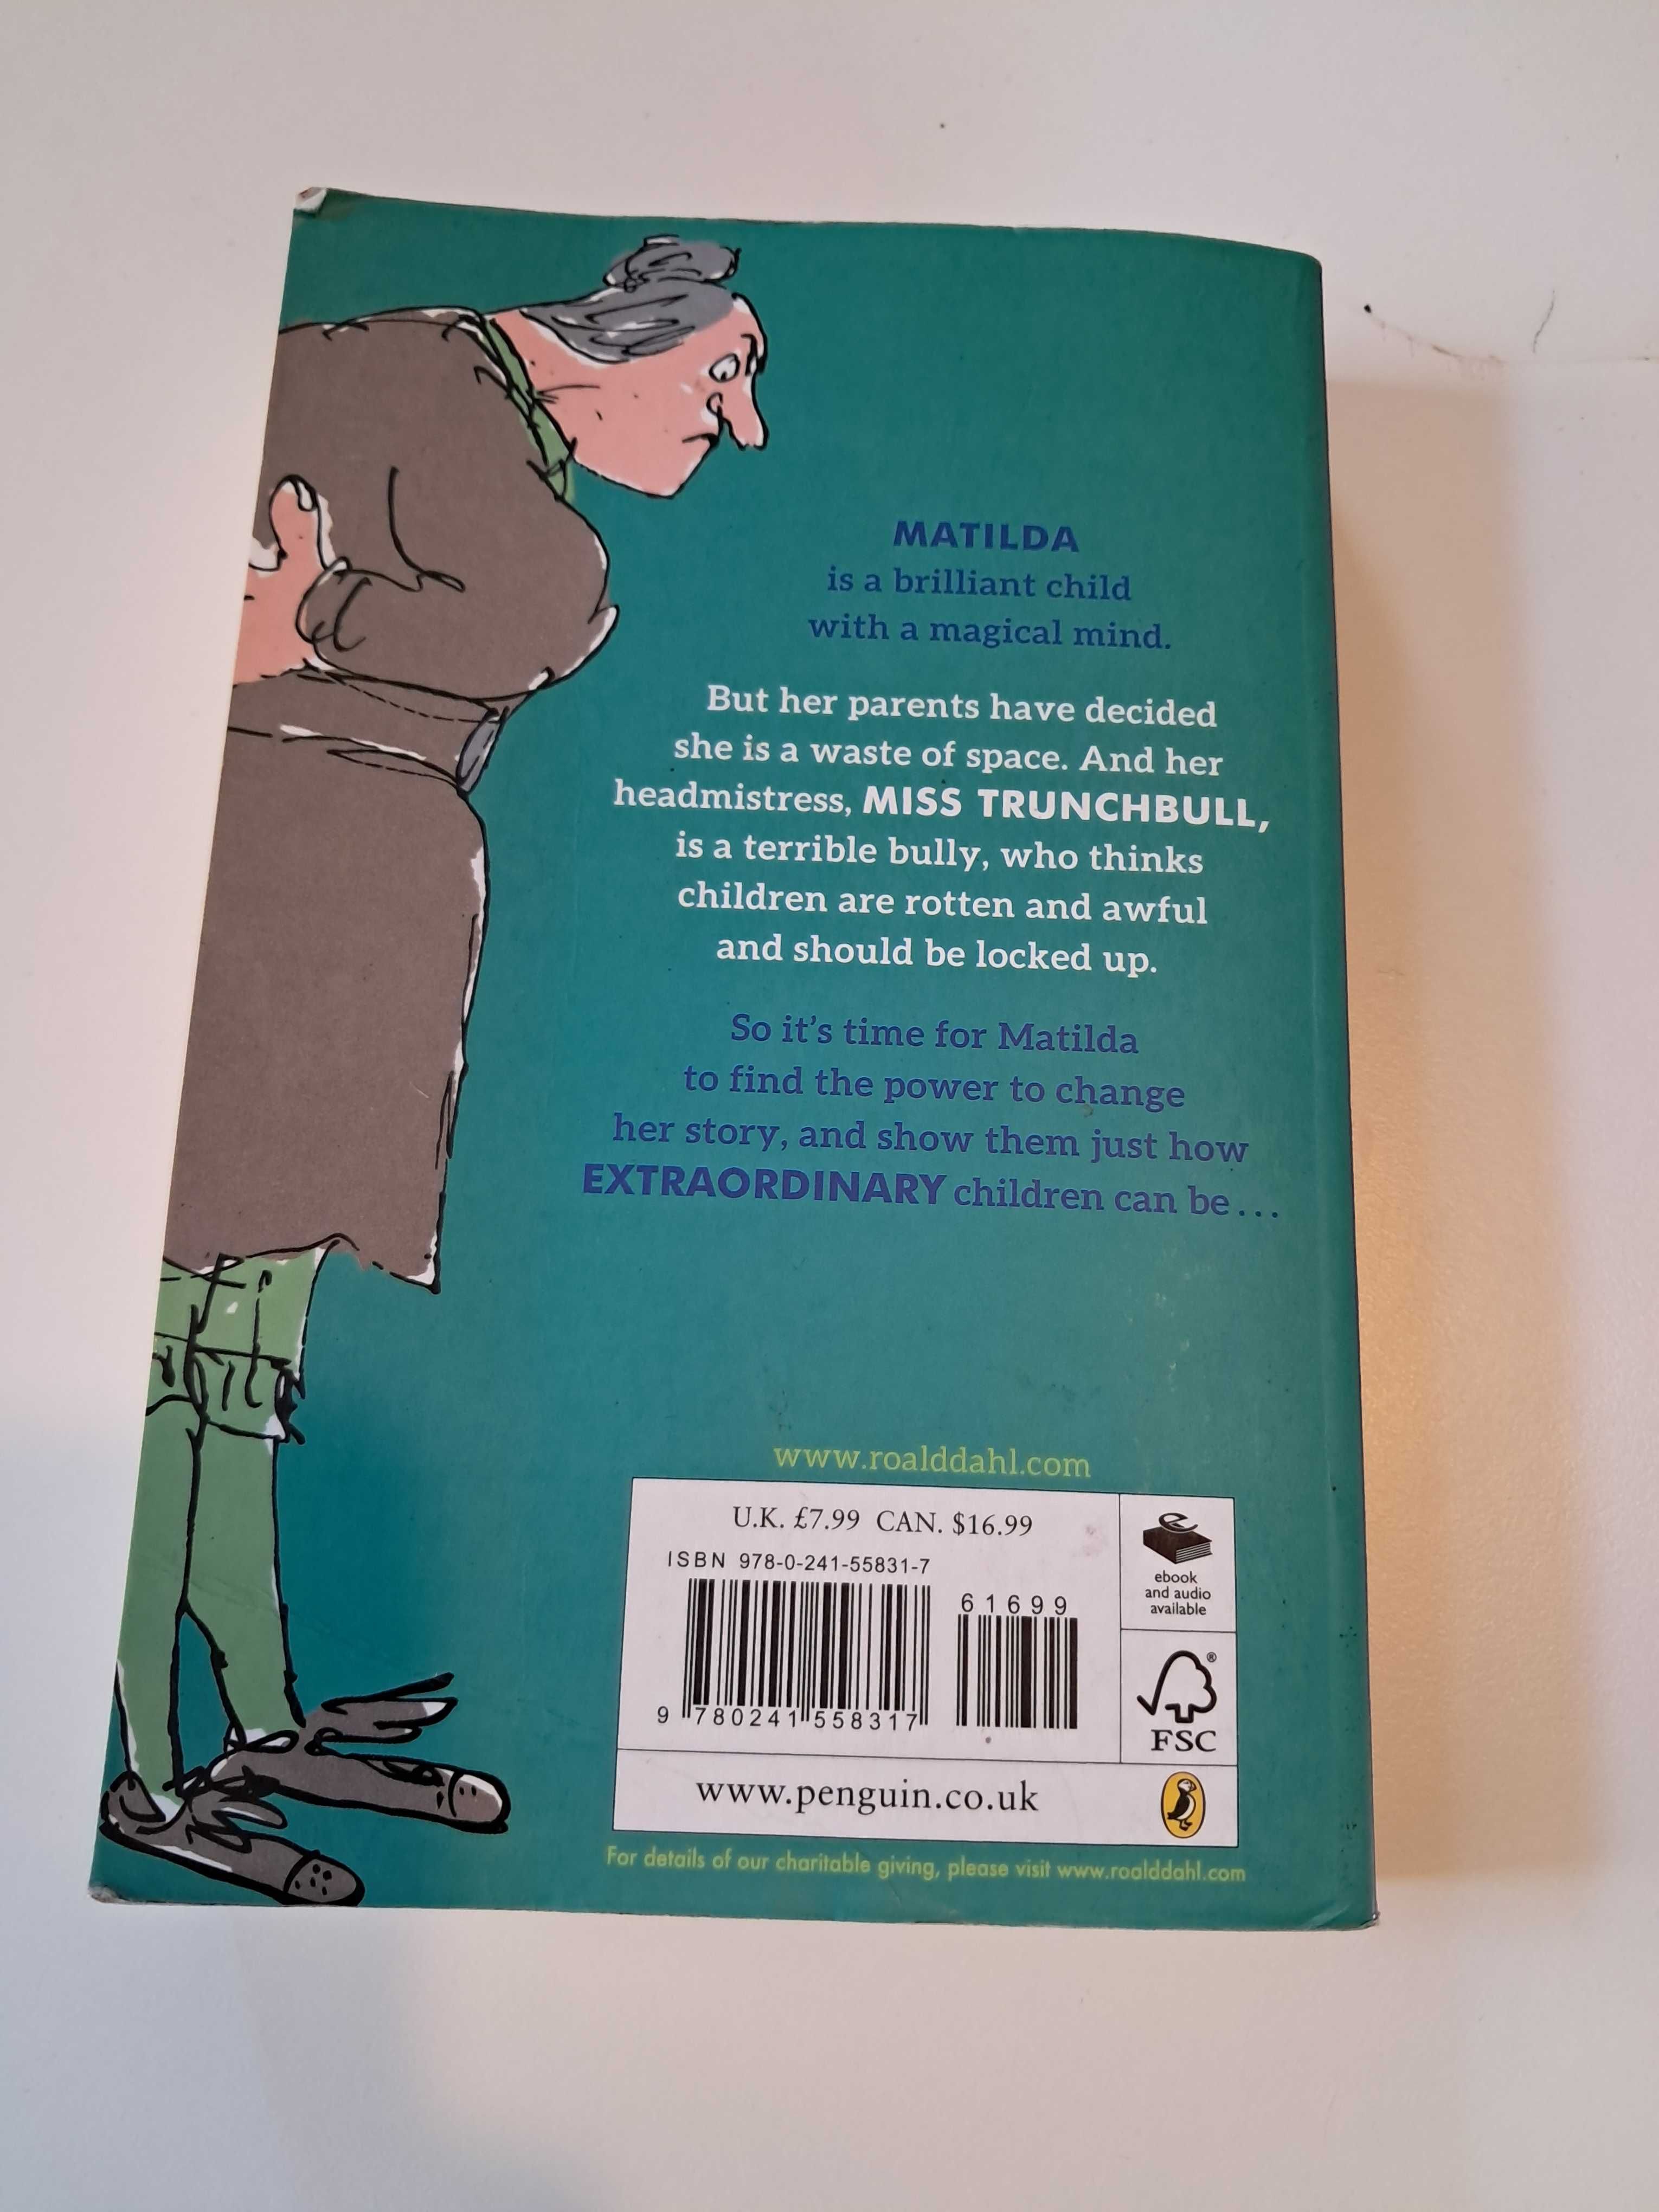 MATILDA
is a brilliant child
with a magical mind.
But her parents have decided
she is a waste of space. And her
headmistress, MISS TRUNCHBULL,
is a terrible bully, who thinks
children are rotten and awful
and should be locked up.
So it's time for Matilda
to find the power to change
her story, and show them just how
EXTRAORDINARY children can be...
www.roalddahl.com
U.K. £7.99 CAN. $16.99
ISBN 978-0-241-55831-7
61699
9 780241 558317
ebook
and audio
available
®
FSC
www.penguin.co.uk
For details of our charitable giving, please visit www.roalddahl.com